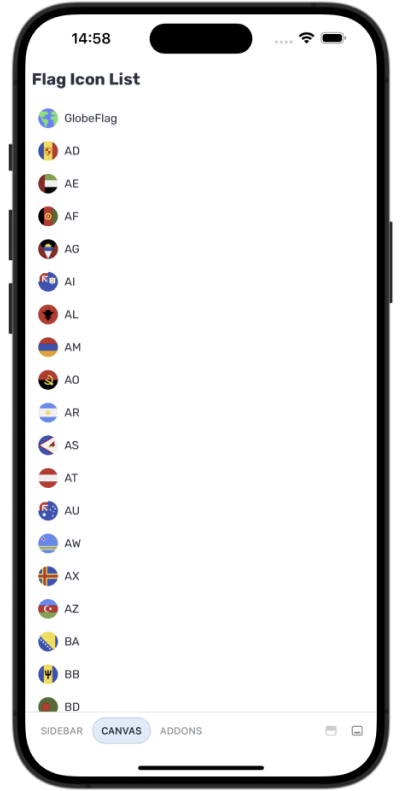 14:58
Flag Icon List
GlobeFlag
AD
AE
AF
AG
AI
AL
AM
AO
AR
AS
AT
AU
AW
AX
AZ
BA
BB
BD
SIDEBAR CANVAS ADDONS